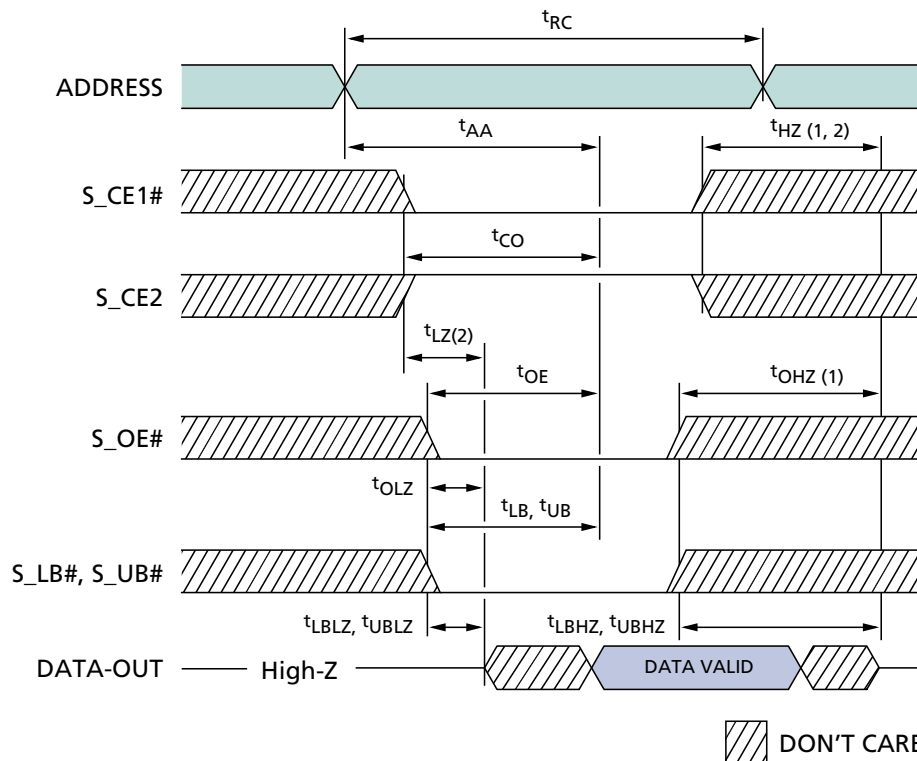 tRC
ADDRESS
tAA
tHZ (1, 2)
S_CE1#
tCO
S_CE2
tLZ(2)
tOE
tOHZ (1)
S_OE#
tOLZ
tLB, tUB
S_LB#, S_UB#
tLBLZ, tUBLZ
tLBHZ, tUBHZ
DATA-OUT
High-Z
DATA VALID
DON'T CARE